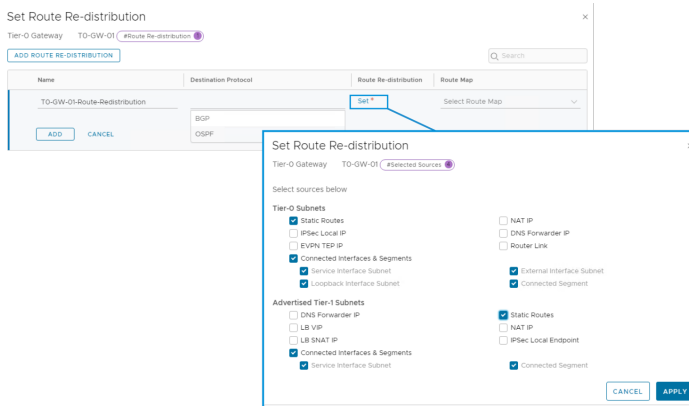 Set Route Re-distribution
Tier-0 Gateway T0-GW-01 #Route Re-distribution
ADD ROUTE RE-DISTRIBUTION
Search
Name Destination Protocol Route Re-distribution Route Map
T0-GW-01-Route-Redistribution Set * Select Route Map
BGP
ADD CANCEL OSPF
Set Route Re-distribution
Tier-0 Gateway T0-GW-01 #Selected Sources
Select sources below
Tier-0 Subnets
Static Routes NAT IP
IPSec Local IP DNS Forwarder IP
EVPN TEP IP Router Link
Connected Interfaces & Segments
Service Interface Subnet External Interface Subnet
Loopback Interface Subnet Connected Segment
Advertised Tier-1 Subnets
DNS Forwarder IP Static Routes
LB VIP NAT IP
LB SNAT IP IPSec Local Endpoint
Connected Interfaces & Segments
Service Interface Subnet Connected Segment
CANCEL APPLY